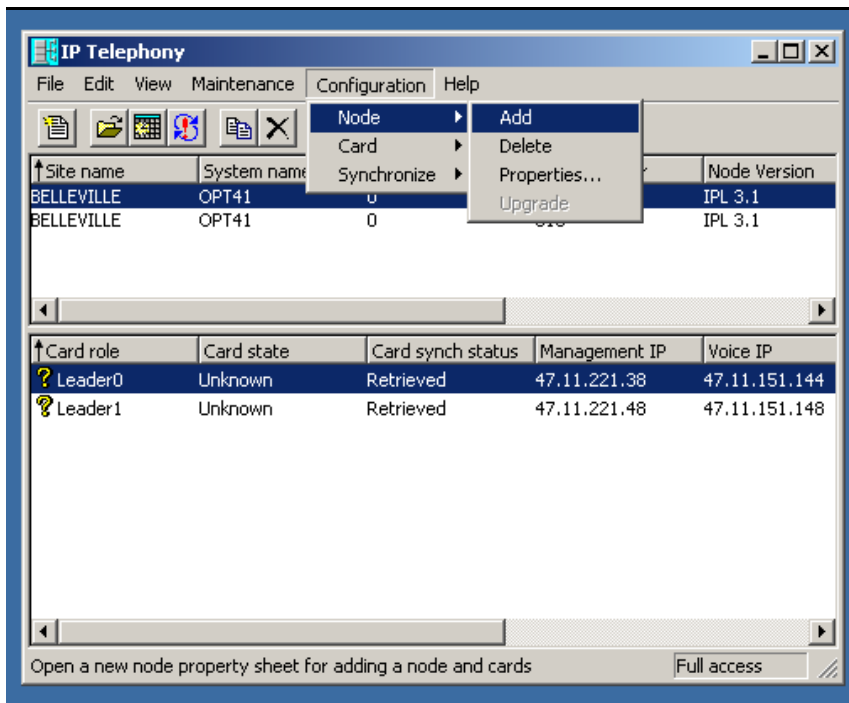 IP Telephony
File Edit View Maintenance Configuration Help
Node Add
Card Delete
Synchronize Properties...
Upgrade
Site name System name Node Version
BELLEVILLE OPT41 0 IPL 3.1
BELLEVILLE OPT41 0 IPL 3.1
Card role Card state Card synch status Management IP Voice IP
? Leader0 Unknown Retrieved 47.11.221.38 47.11.151.144
? Leader1 Unknown Retrieved 47.11.221.48 47.11.151.148
Open a new node property sheet for adding a node and cards Full access